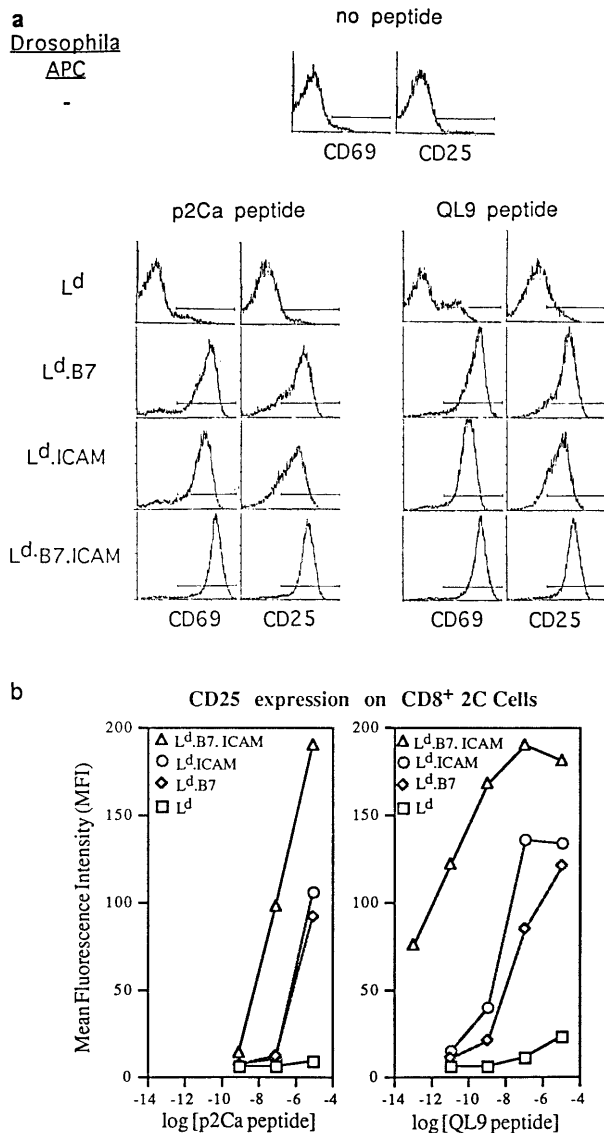 a
Drosophila
APC
-
no peptide
CD69 CD25
p2Ca peptide QL9 peptide
Lᵈ
Lᵈ.B7
Lᵈ.ICAM
Lᵈ.B7.ICAM
CD69 CD25 CD69 CD25
b
CD25 expression on CD8⁺ 2C Cells
Mean Fluorescence Intensity (MFI)
200
150
100
50
0
Lᵈ.B7.ICAM
Lᵈ.ICAM
Lᵈ.B7
Lᵈ
-14 -12 -10 -8 -6 -4
log [p2Ca peptide]
200
150
100
50
0
Lᵈ.B7.ICAM
Lᵈ.ICAM
Lᵈ.B7
Lᵈ
-14 -12 -10 -8 -6 -4
log [QL9 peptide]